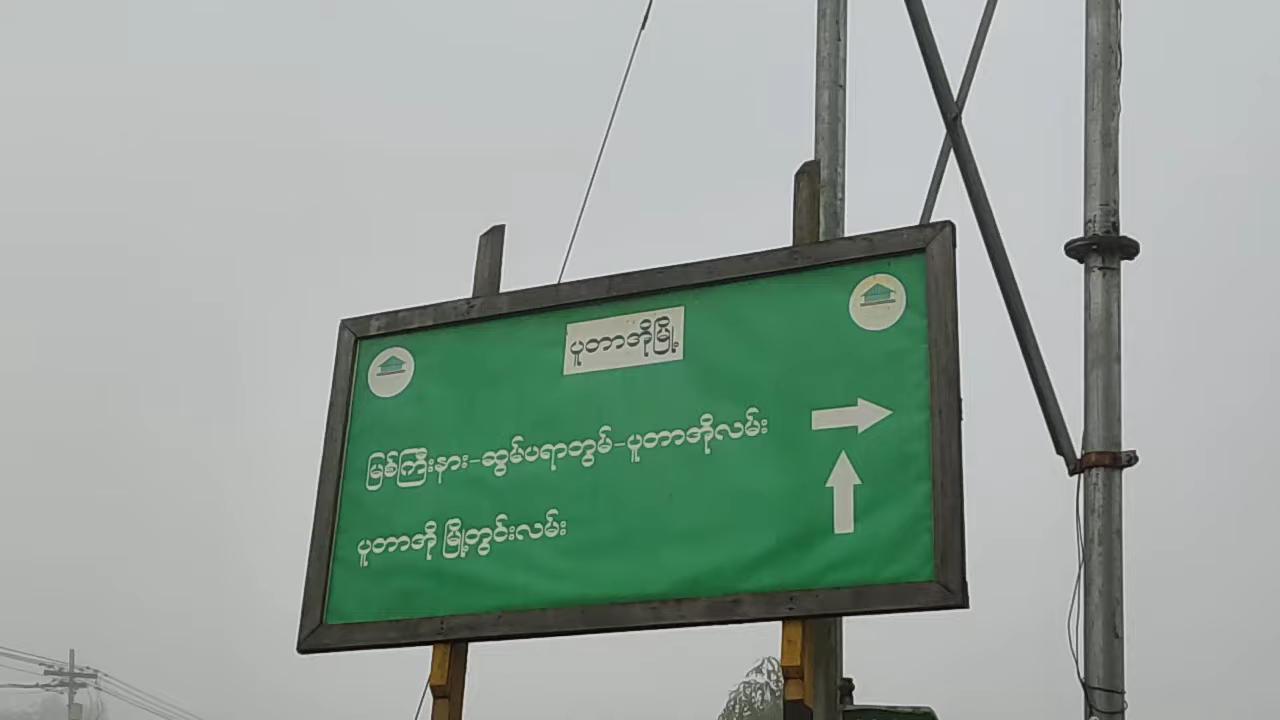 ပူတာအိုမြို့
မြစ်ကြီးနား-ဆွမ်ပရာဘွမ်-ပူတာအိုလမ်း
ပူတာအို မြို့တွင်းလမ်း